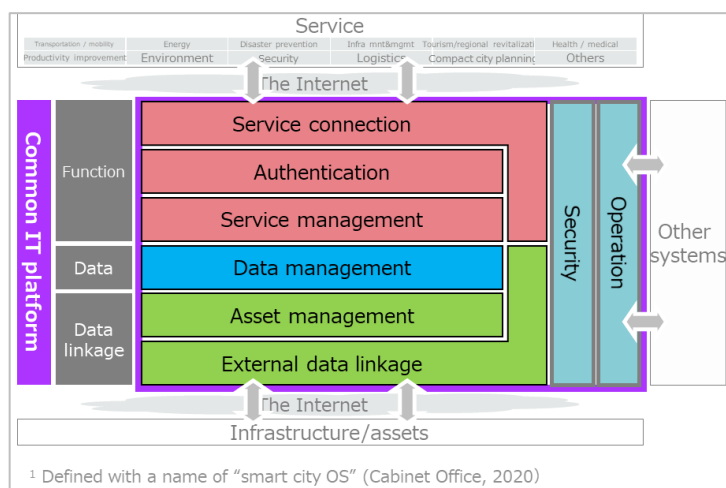 Service
Transportation / mobility
Energy
Disaster prevention
Infra mnt&mgmt
Tourism/regional revitalizati
Health / medical
Productivity improvement
Environment
Security
Logistics
Compact city planning
Others
The Internet
Common IT platform
Function
Data
Data linkage
Service connection
Authentication
Service management
Data management
Asset management
External data linkage
Security
Operation
Other systems
The Internet
Infrastructure/assets
¹ Defined with a name of “smart city OS” (Cabinet Office, 2020)